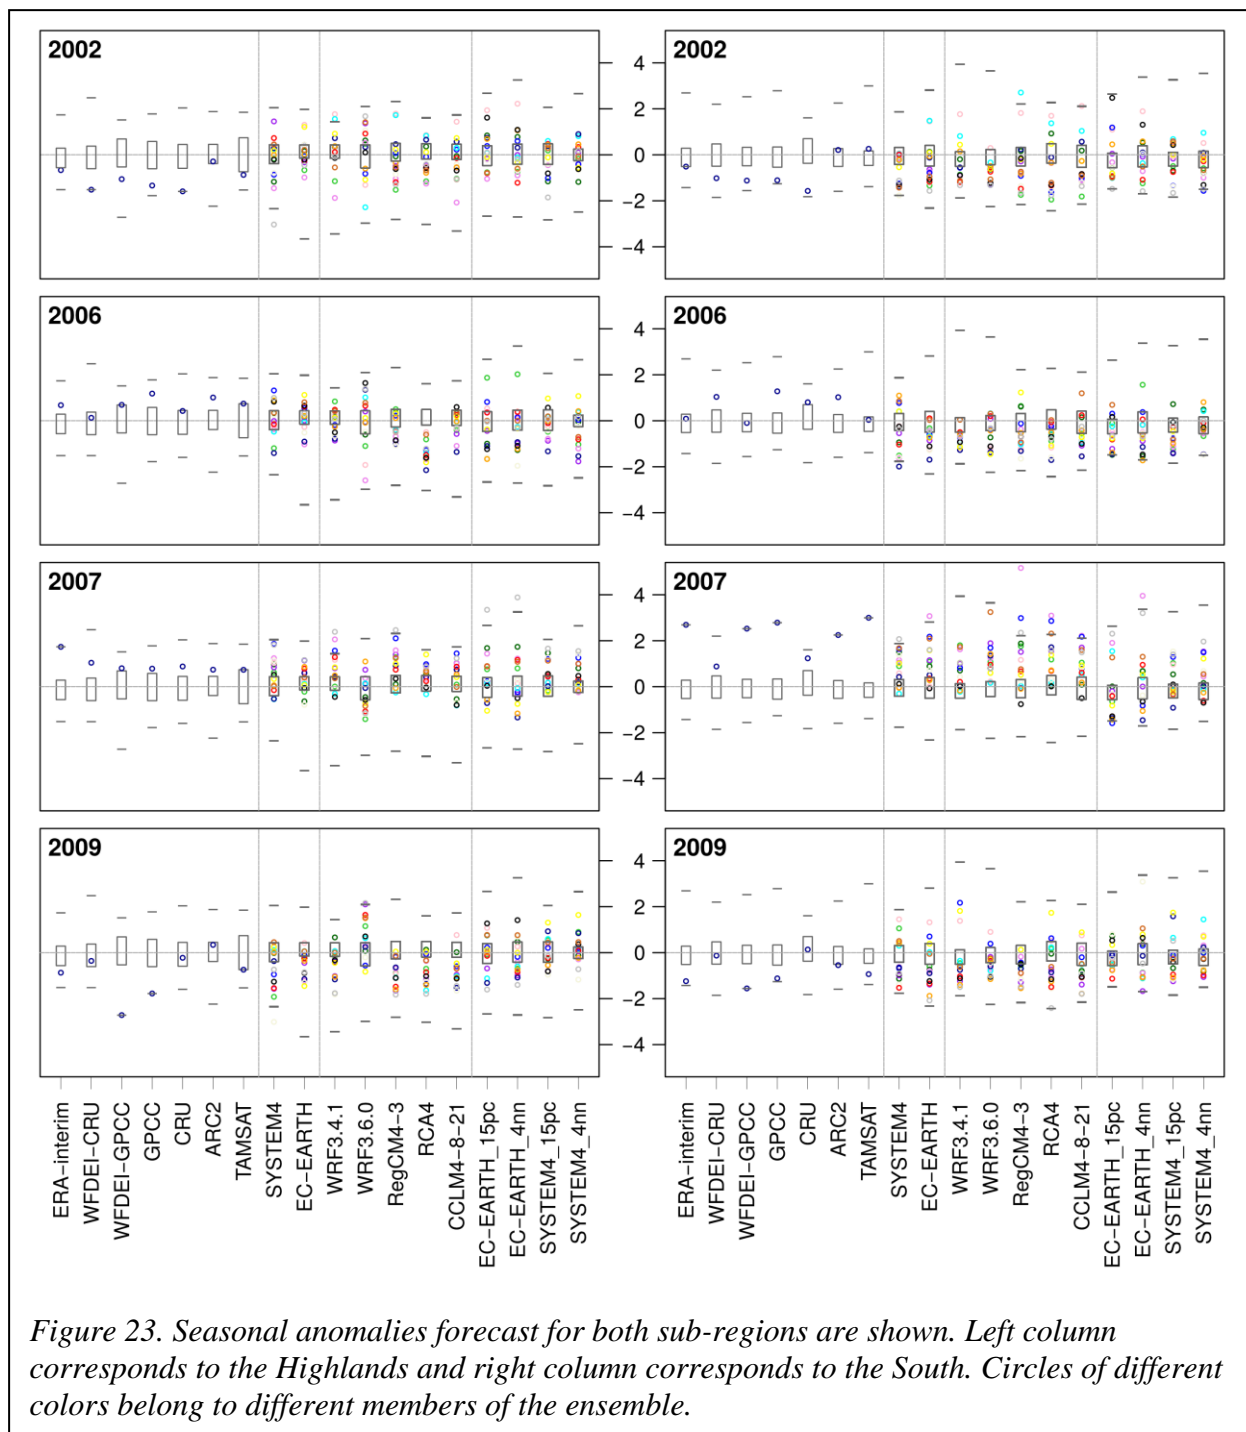 2002
2002
4
2
0
−2
−4
2006
2006
4
2
0
−2
−4
2007
2007
4
2
0
−2
−4
2009
2009
4
2
0
−2
−4
ERA−interim
WFDEI−CRU
WFDEI−GPCC
GPCC
CRU
ARC2
TAMSAT
SYSTEM4
EC−EARTH
WRF3.4.1
WRF3.6.0
RegCM4−3
RCA4
CCLM4−8−21
EC−EARTH_15pc
EC−EARTH_4nn
SYSTEM4_15pc
SYSTEM4_4nn
ERA−interim
WFDEI−CRU
WFDEI−GPCC
GPCC
CRU
ARC2
TAMSAT
SYSTEM4
EC−EARTH
WRF3.4.1
WRF3.6.0
RegCM4−3
RCA4
CCLM4−8−21
EC−EARTH_15pc
EC−EARTH_4nn
SYSTEM4_15pc
SYSTEM4_4nn
Figure 23. Seasonal anomalies forecast for both sub-regions are shown. Left column
corresponds to the Highlands and right column corresponds to the South. Circles of different
colors belong to different members of the ensemble.